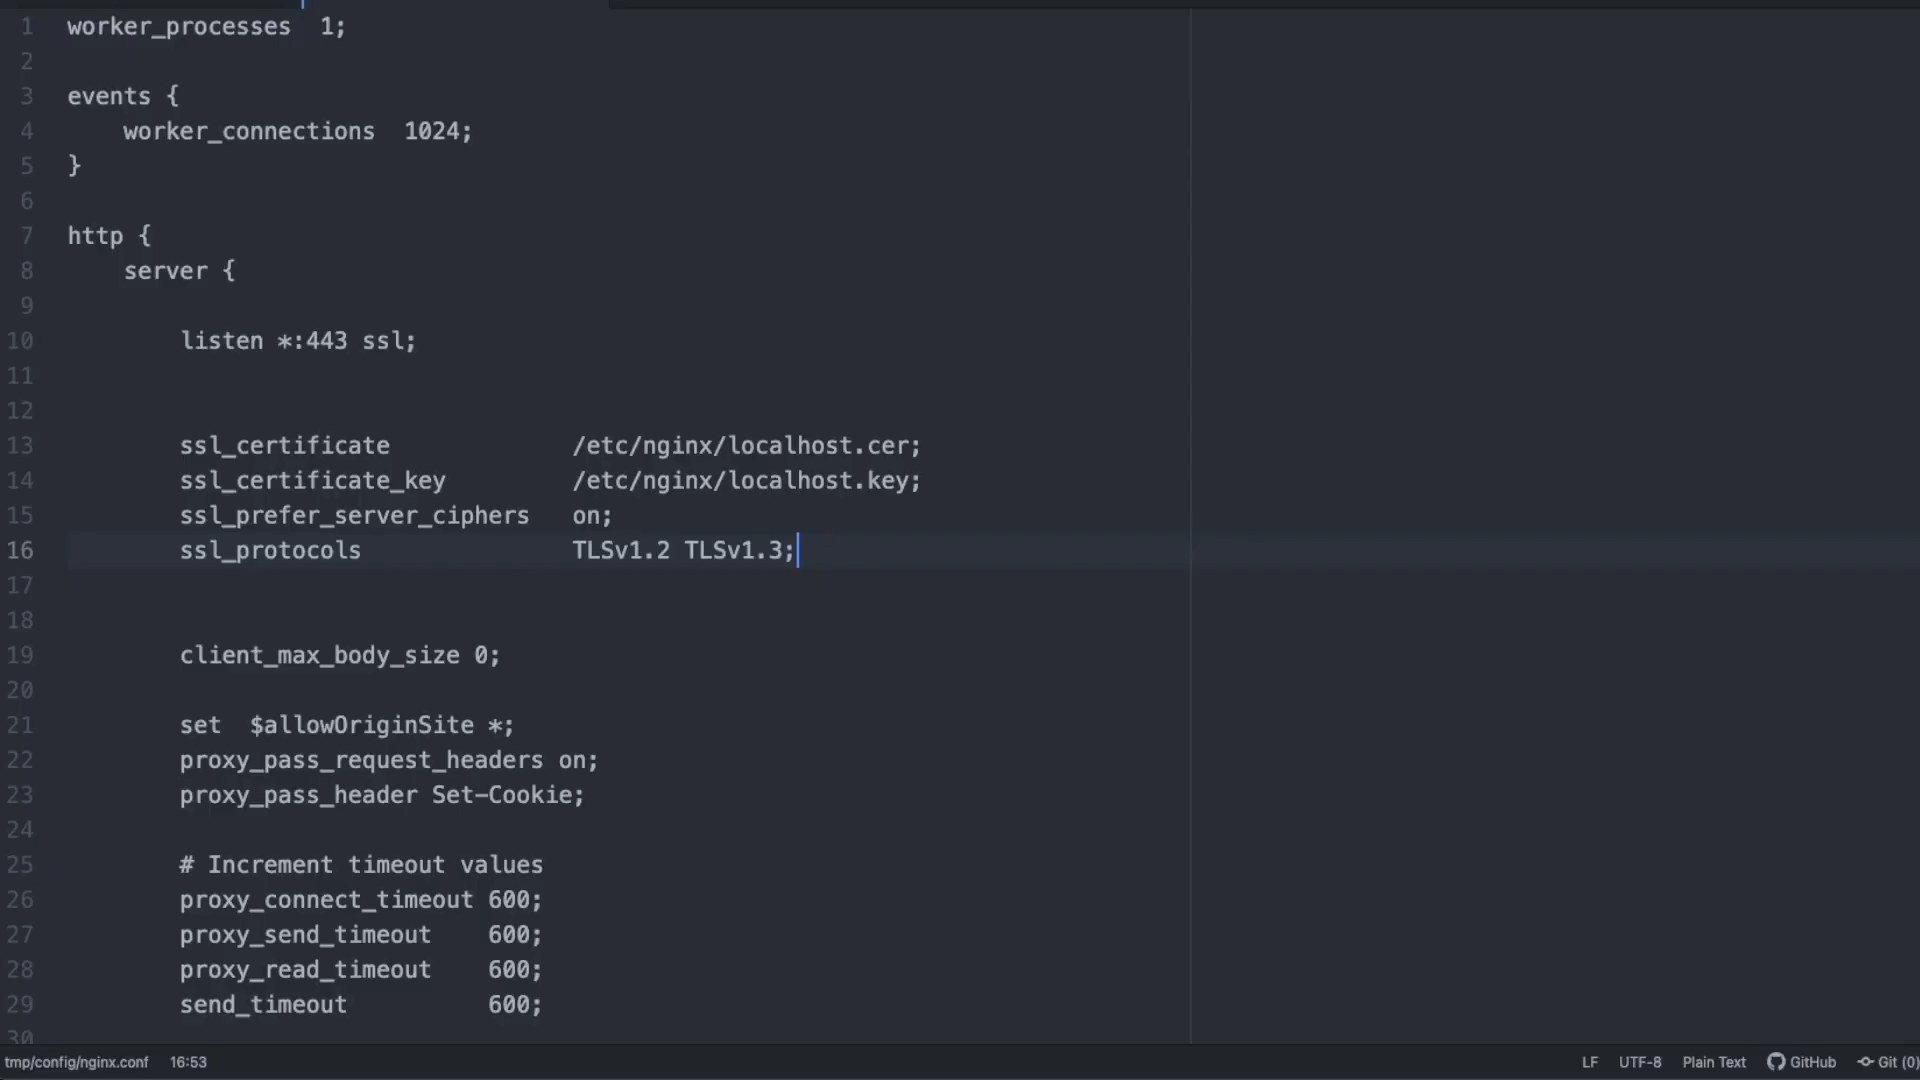 1 worker_processes  1;
2
3 events {
4     worker_connections  1024;
5 }
6
7 http {
8     server {
9
10         listen *:443 ssl;
11
12
13         ssl_certificate             /etc/nginx/localhost.cer;
14         ssl_certificate_key         /etc/nginx/localhost.key;
15         ssl_prefer_server_ciphers   on;
16         ssl_protocols               TLSv1.2 TLSv1.3;
17
18
19         client_max_body_size 0;
20
21         set  $allowOriginSite *;
22         proxy_pass_request_headers on;
23         proxy_pass_header Set-Cookie;
24
25         # Increment timeout values
26         proxy_connect_timeout 600;
27         proxy_send_timeout    600;
28         proxy_read_timeout    600;
29         send_timeout          600;
30
tmp/config/nginx.conf 16:53 LF UTF-8 Plain Text GitHub Git (0)